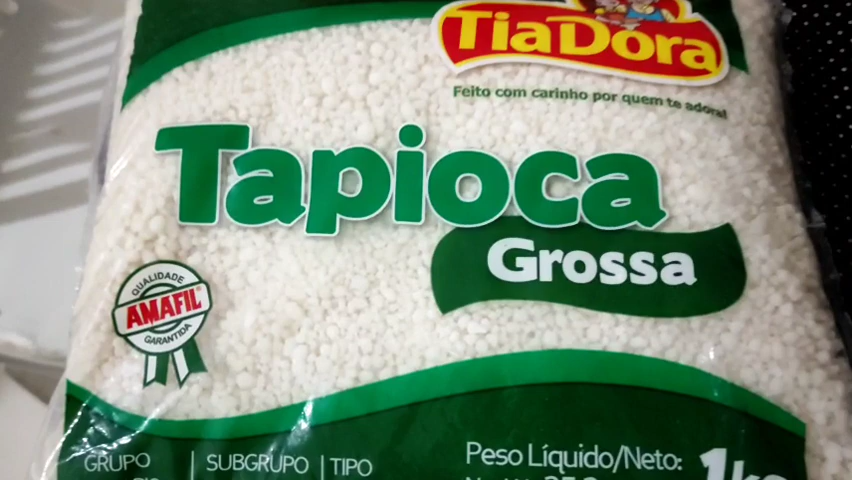 TiaDora
Feito com carinho por quem te adora!
Tapioca
Grossa
QUALIDADE
AMAFIL
GARANTIDA
GRUPO | SUBGRUPO | TIPO
Peso Líquido/Neto: 1kg